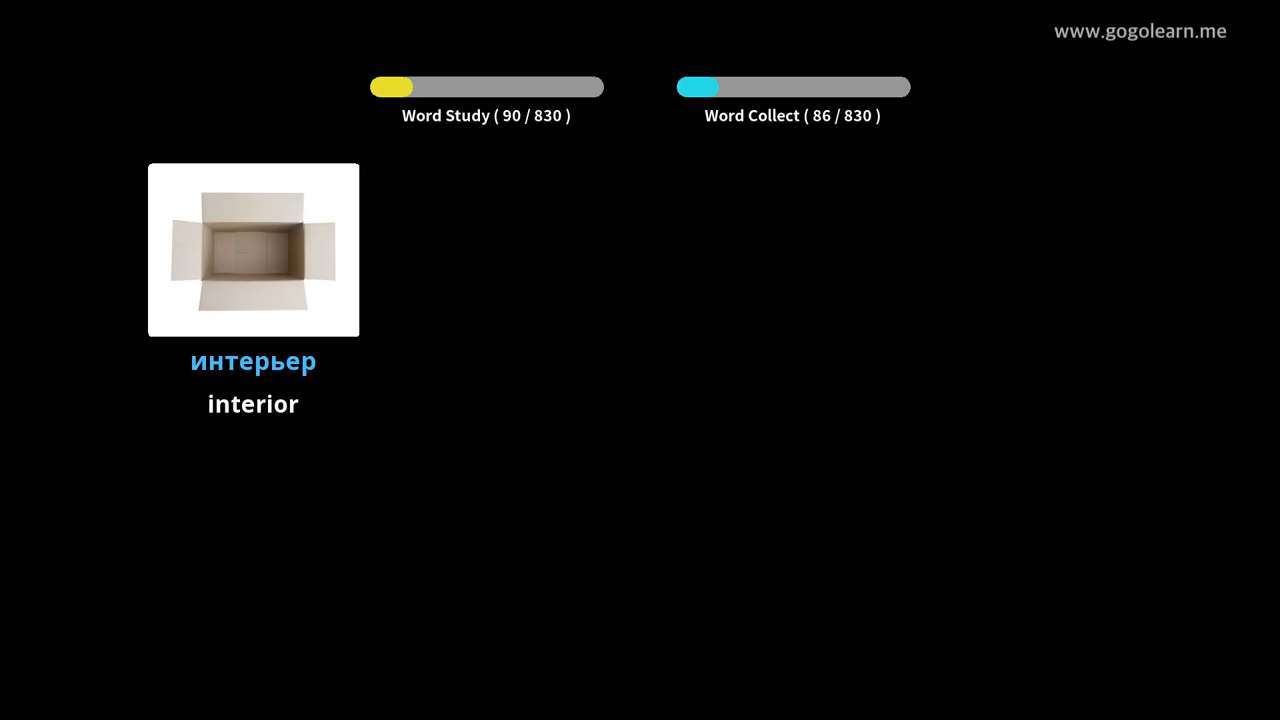 www.gogolearn.me
Word Study ( 90 / 830 )
Word Collect ( 86 / 830 )
интерьер
interior